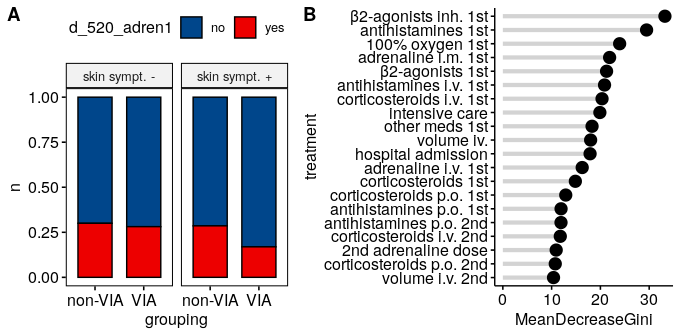 A
d_520_adren1 no yes
skin sympt. - skin sympt. +
1.00
0.75
0.50
0.25
0.00
n
non-VIA VIA non-VIA VIA
grouping
B
β2-agonists inh. 1st
antihistamines 1st
100% oxygen 1st
adrenaline i.m. 1st
β2-agonists 1st
antihistamines i.v. 1st
corticosteroids i.v. 1st
intensive care
other meds 1st
volume iv.
hospital admission
adrenaline i.v. 1st
corticosteroids 1st
corticosteroids p.o. 1st
antihistamines p.o. 1st
antihistamines p.o. 2nd
corticosteroids i.v. 2nd
2nd adrenaline dose
corticosteroids p.o. 2nd
volume i.v. 2nd
treatment
0 10 20 30
MeanDecreaseGini